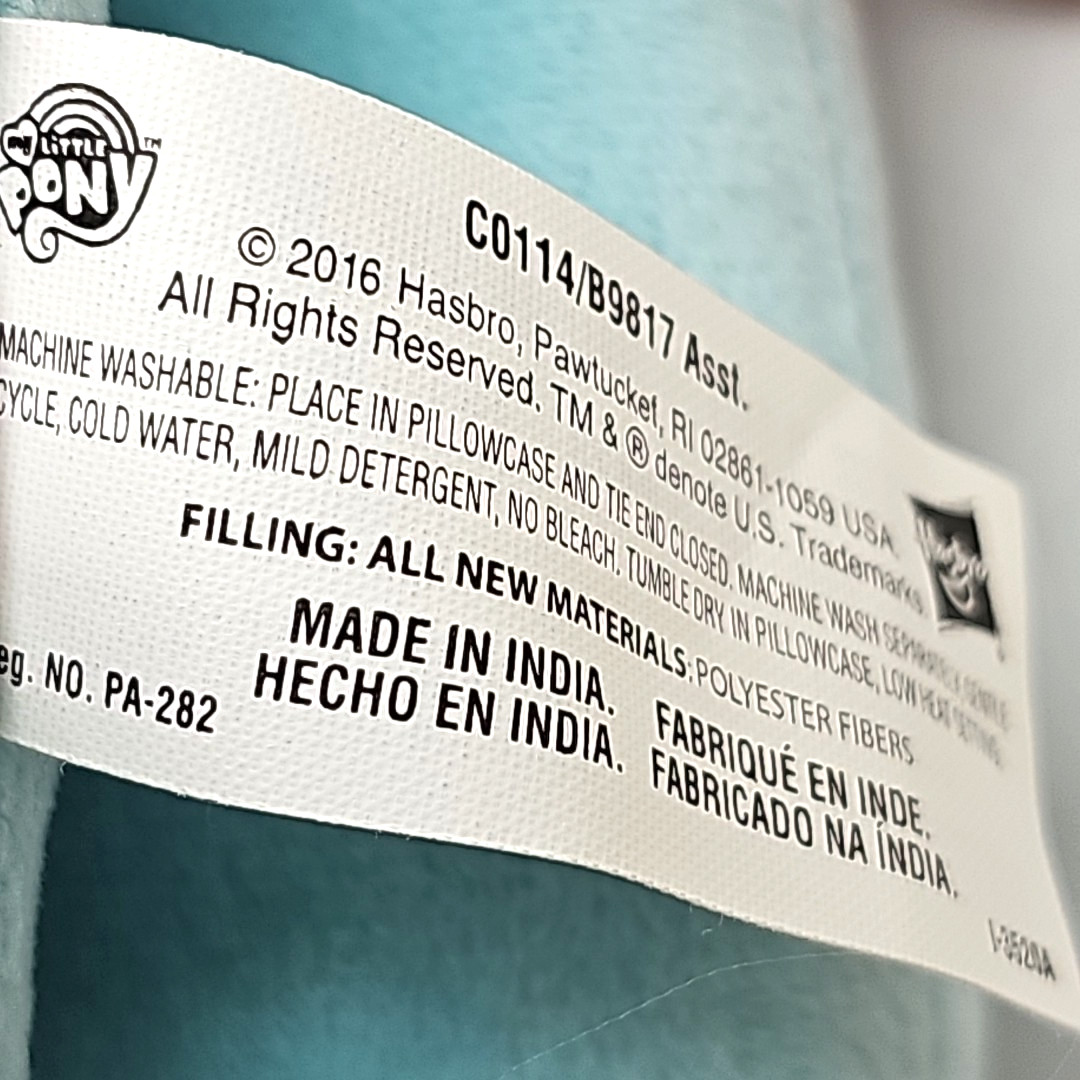 my LiTTLE PONY ™
C0114/B9817 Asst.
© 2016 Hasbro, Pawtucket, RI 02861-1059 USA.
All Rights Reserved. TM & ® denote U.S. Trademarks.
MACHINE WASHABLE: PLACE IN PILLOWCASE AND TIE END CLOSED. MACHINE WASH SEPARATELY, GENTLE
CYCLE, COLD WATER, MILD DETERGENT, NO BLEACH. TUMBLE DRY IN PILLOWCASE, LOW HEAT SETTING.
FILLING: ALL NEW MATERIALS: POLYESTER FIBERS
MADE IN INDIA. FABRIQUÉ EN INDE.
HECHO EN INDIA. FABRICADO NA ÍNDIA.
eg. NO. PA-282
I-3520A
Hasbro